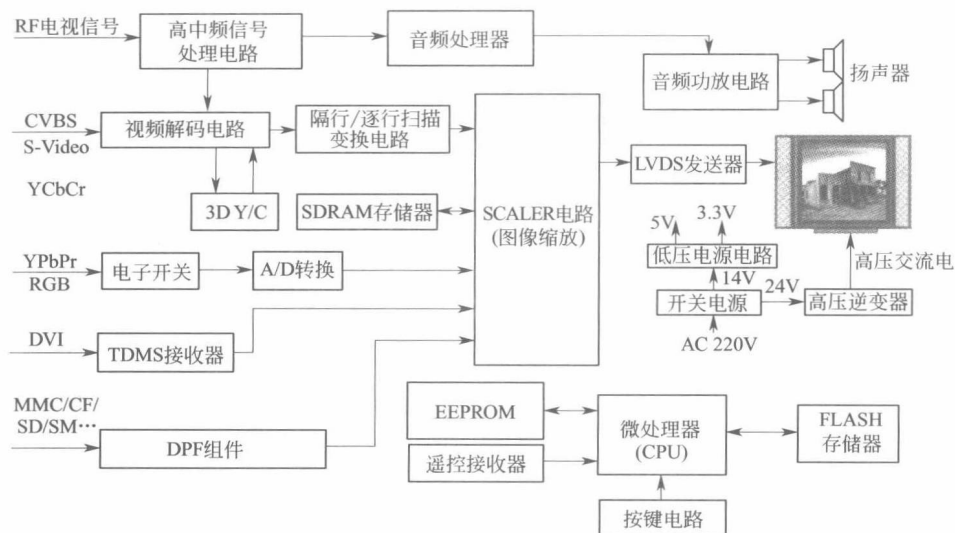 RF电视信号
高中频信号
处理电路
音频处理器
音频功放电路
扬声器
CVBS
S-Video
视频解码电路
隔行/逐行扫描
变换电路
YCbCr
3D Y/C
SDRAM存储器
SCALER电路
(图像缩放)
LVDS发送器
5V
3.3V
低压电源电路
高压交流电
14V
24V
开关电源
高压逆变器
AC 220V
YPbPr
RGB
电子开关
A/D转换
DVI
TDMS接收器
MMC/CF/
SD/SM…
DPF组件
EEPROM
遥控接收器
微处理器
(CPU)
FLASH
存储器
按键电路